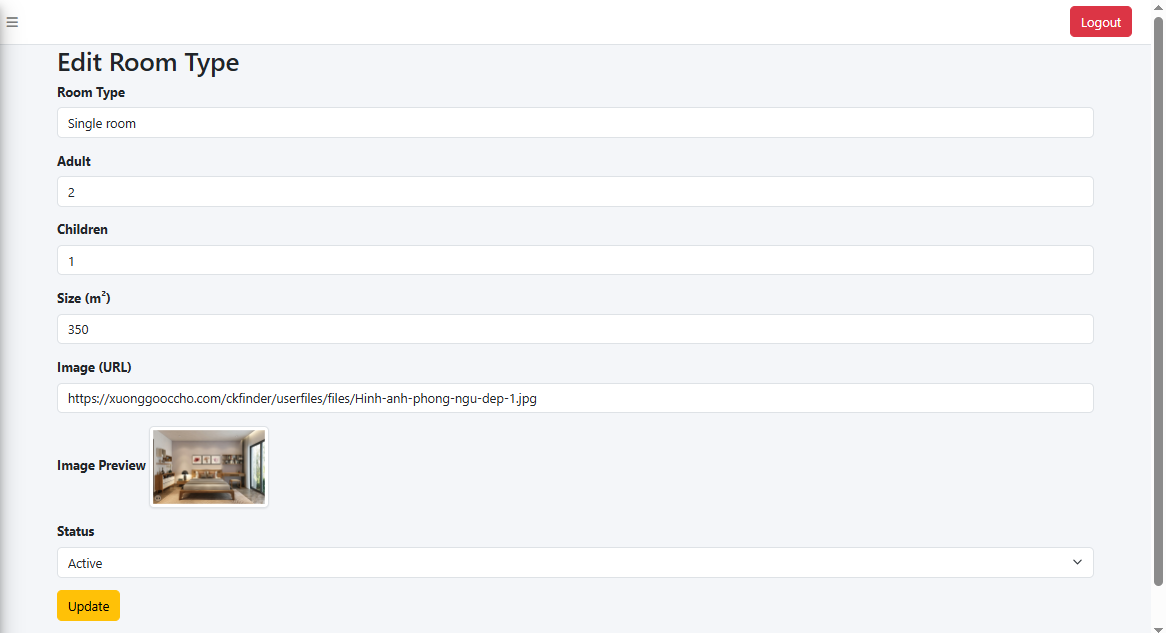 Logout
Edit Room Type
Room Type
Single room
Adult
2
Children
1
Size (m²)
350
Image (URL)
https://xuonggooccho.com/ckfinder/userfiles/files/Hinh-anh-phong-ngu-dep-1.jpg
Image Preview
Status
Active
Update